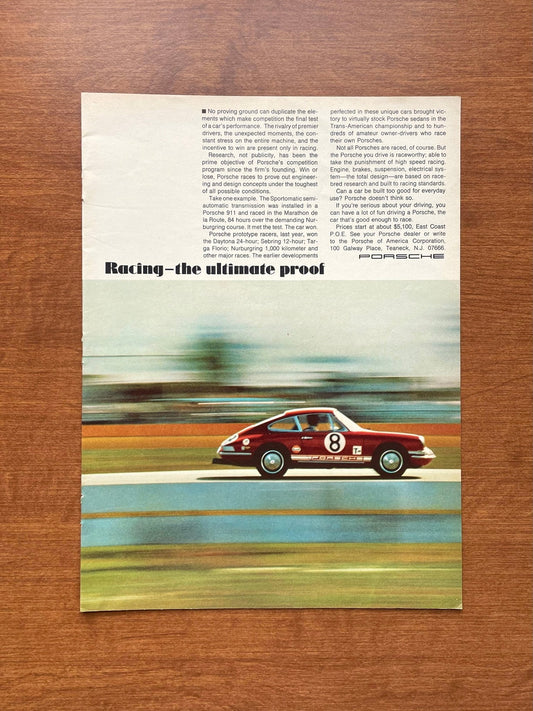 ■ No proving ground can duplicate the ele-
ments which make competition the final test
of a car's performance. The rivalry of premier
drivers, the unexpected moments, the con-
stant stress on the entire machine, and the
incentive to win are present only in racing.
Research, not publicity, has been the
prime objective of Porsche's competition
program since the firm's founding. Win or
lose, Porsche races to prove out engineer-
ing and design concepts under the toughest
of all possible conditions.
Take one example. The Sportomatic semi-
automatic transmission was installed in a
Porsche 911 and raced in the Marathon de
la Route, 84 hours over the demanding Nur-
burgring course. It met the test. The car won.
Porsche prototype racers, last year, won
the Daytona 24-hour; Sebring 12-hour; Tar-
ga Florio; Nurburgring 1,000 kilometer and
other major races. The earlier developments
perfected in these unique cars brought vic-
tory to virtually stock Porsche sedans in the
Trans-American championship and to hun-
dreds of amateur owner-drivers who race
their own Porsches.
Not all Porsches are raced, of course. But
the Porsche you drive is raceworthy; able to
take the punishment of high speed racing.
Engine, brakes, suspension, electrical sys-
tem—the total design—are based on race-
bred research and built to racing standards.
Can a car be built too good for everyday
use? Porsche doesn't think so.
If you're serious about your driving, you
can have a lot of fun driving a Porsche, the
car that's good enough to race.
Prices start at about $5,100, East Coast
P.O.E. See your Porsche dealer or write
to the Porsche of America Corporation,
100 Galway Place, Teaneck, N.J. 07666.
PORSCHE
Racing—the ultimate proof
8
PORSCHE